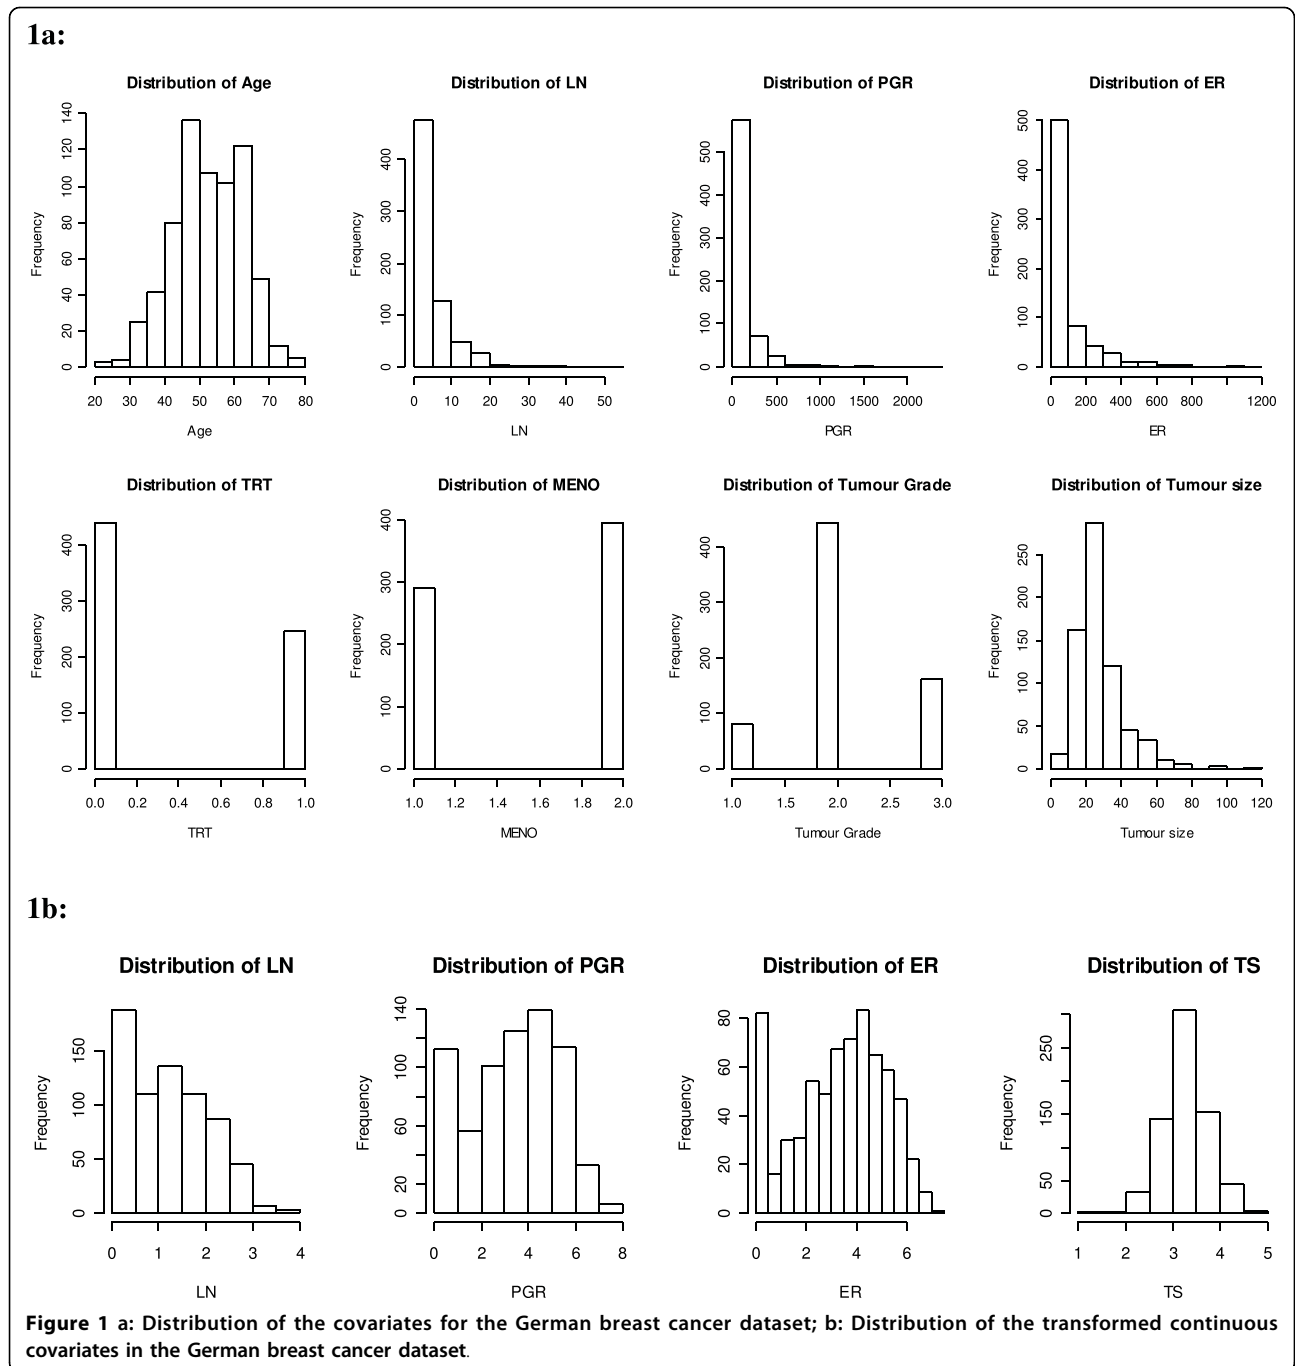 1a:
Distribution of Age
Distribution of LN
Distribution of PGR
Distribution of ER
Frequency
0 20 40 60 80 100 120 140
20 30 40 50 60 70 80
Age
Frequency
0 100 200 300 400
0 10 20 30 40 50
LN
Frequency
0 100 200 300 400 500
0 500 1000 1500 2000
PGR
Frequency
0 100 200 300 400 500
0 200 400 600 800 1200
ER
Distribution of TRT
Distribution of MENO
Distribution of Tumour Grade
Distribution of Tumour size
Frequency
0 100 200 300 400
0.0 0.2 0.4 0.6 0.8 1.0
TRT
Frequency
0 100 200 300 400
1.0 1.2 1.4 1.6 1.8 2.0
MENO
Frequency
0 100 200 300 400
1.0 1.5 2.0 2.5 3.0
Tumour Grade
Frequency
0 50 100 150 200 250
0 20 40 60 80 100 120
Tumour size
1b:
Distribution of LN
Distribution of PGR
Distribution of ER
Distribution of TS
Frequency
0 50 100 150
0 1 2 3 4
LN
Frequency
0 20 60 100 140
0 2 4 6 8
PGR
Frequency
0 20 40 60 80
0 2 4 6
ER
Frequency
0 50 150 250
1 2 3 4 5
TS
Figure 1 a: Distribution of the covariates for the German breast cancer dataset; b: Distribution of the transformed continuous
covariates in the German breast cancer dataset.